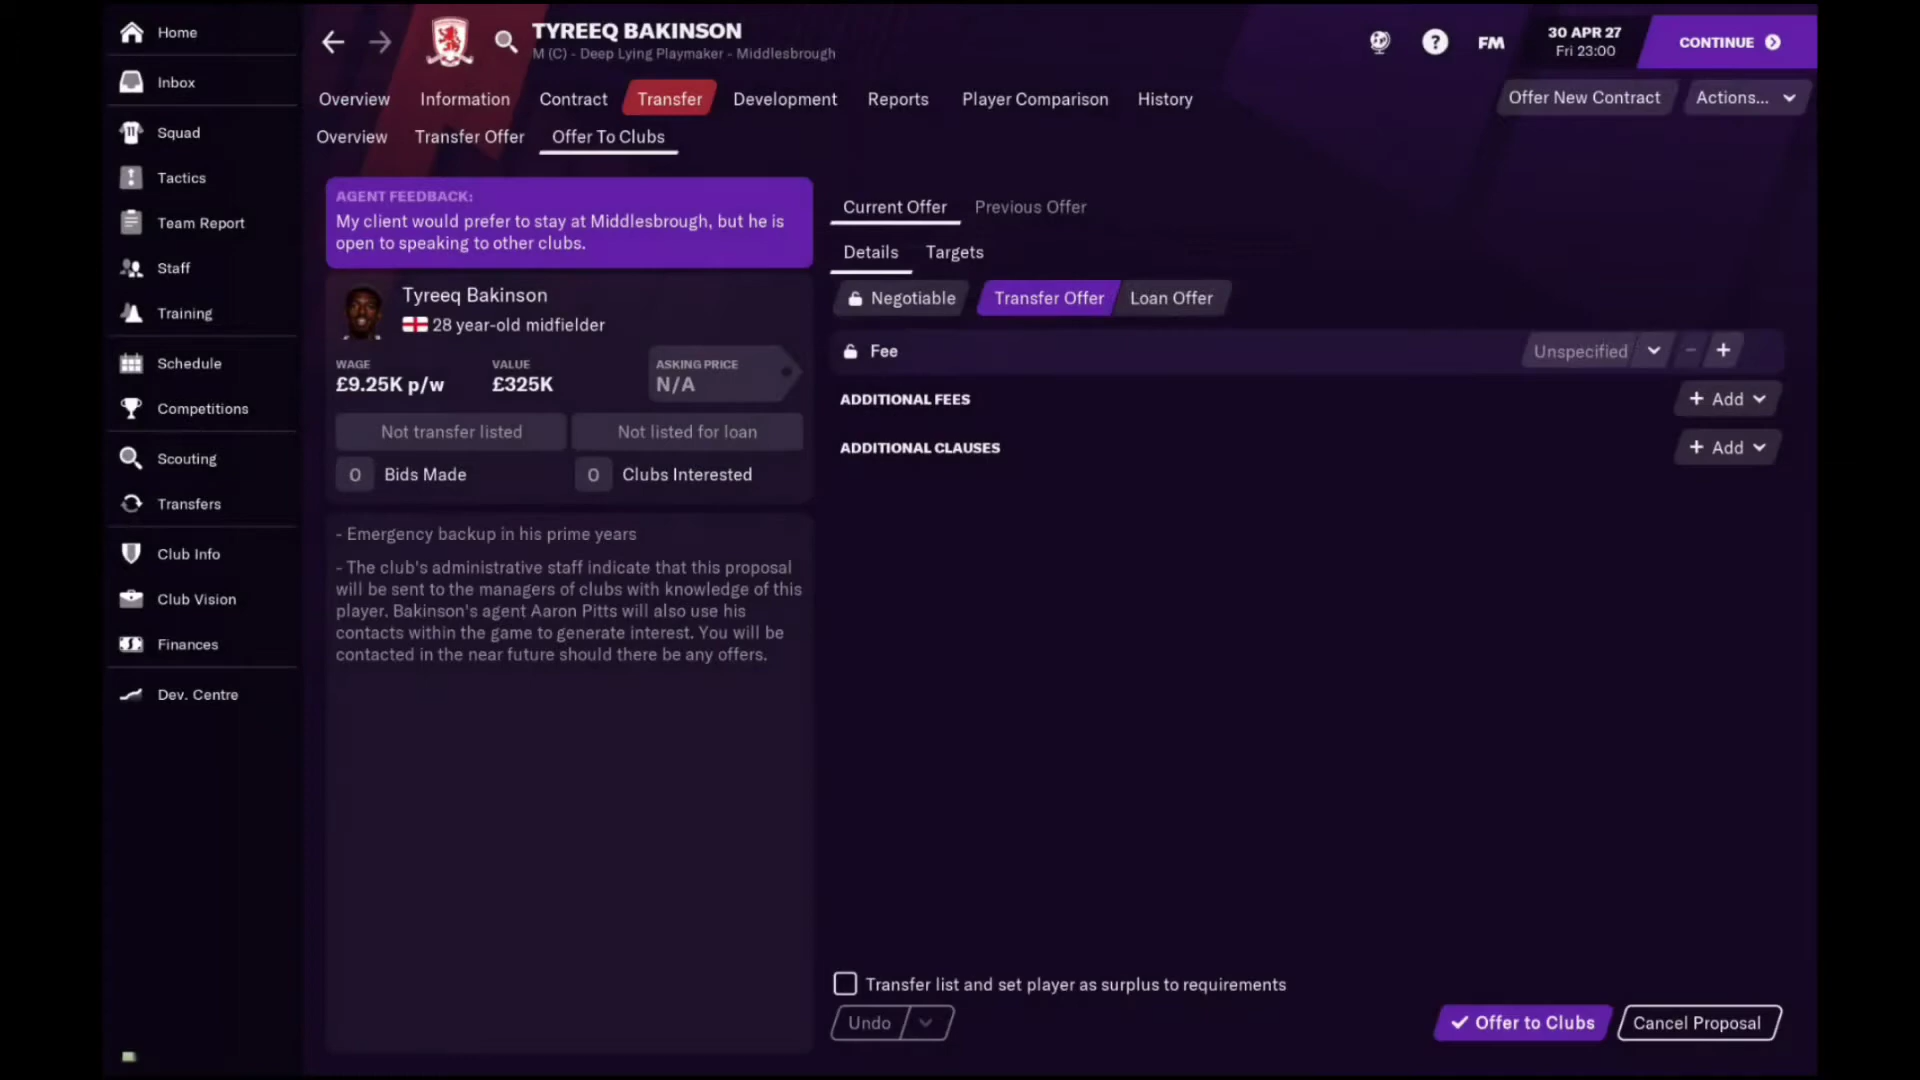 Home
Inbox
Squad
Tactics
Team Report
Staff
Training
Schedule
Competitions
Scouting
Transfers
Club Info
Club Vision
Finances
Dev. Centre
TYREEQ BAKINSON
M (C) - Deep Lying Playmaker - Middlesbrough
?
FM
30 APR 27
Fri 23:00
CONTINUE
Overview Information Contract Transfer Development Reports Player Comparison History
Offer New Contract Actions...
Overview Transfer Offer Offer To Clubs
AGENT FEEDBACK:
My client would prefer to stay at Middlesbrough, but he is
open to speaking to other clubs.
Tyreeq Bakinson
28 year-old midfielder
WAGE VALUE ASKING PRICE
£9.25K p/w £325K N/A
Not transfer listed Not listed for loan
0 Bids Made 0 Clubs Interested
- Emergency backup in his prime years
- The club's administrative staff indicate that this proposal
will be sent to the managers of clubs with knowledge of this
player. Bakinson's agent Aaron Pitts will also use his
contacts within the game to generate interest. You will be
contacted in the near future should there be any offers.
Current Offer Previous Offer
Details Targets
Negotiable Transfer Offer Loan Offer
Fee Unspecified - +
ADDITIONAL FEES + Add
ADDITIONAL CLAUSES + Add
Transfer list and set player as surplus to requirements
Undo Offer to Clubs Cancel Proposal